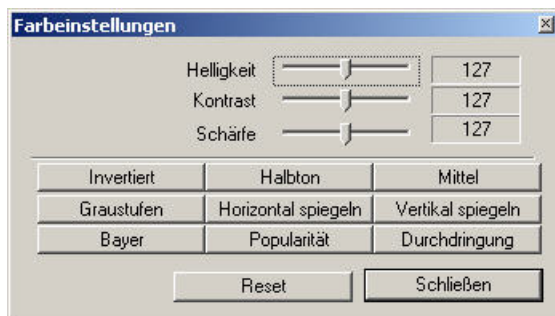 Farbeinstellungen
Helligkeit 127
Kontrast 127
Schärfe 127
Invertiert Halbton Mittel
Graustufen Horizontal spiegeln Vertikal spiegeln
Bayer Popularität Durchdringung
Reset Schließen